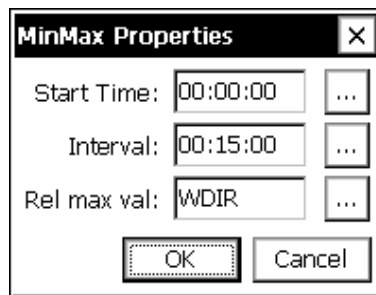 MinMax Properties ×
Start Time: 00:00:00 ...
Interval: 00:15:00 ...
Rel max val: WDIR ...
OK Cancel